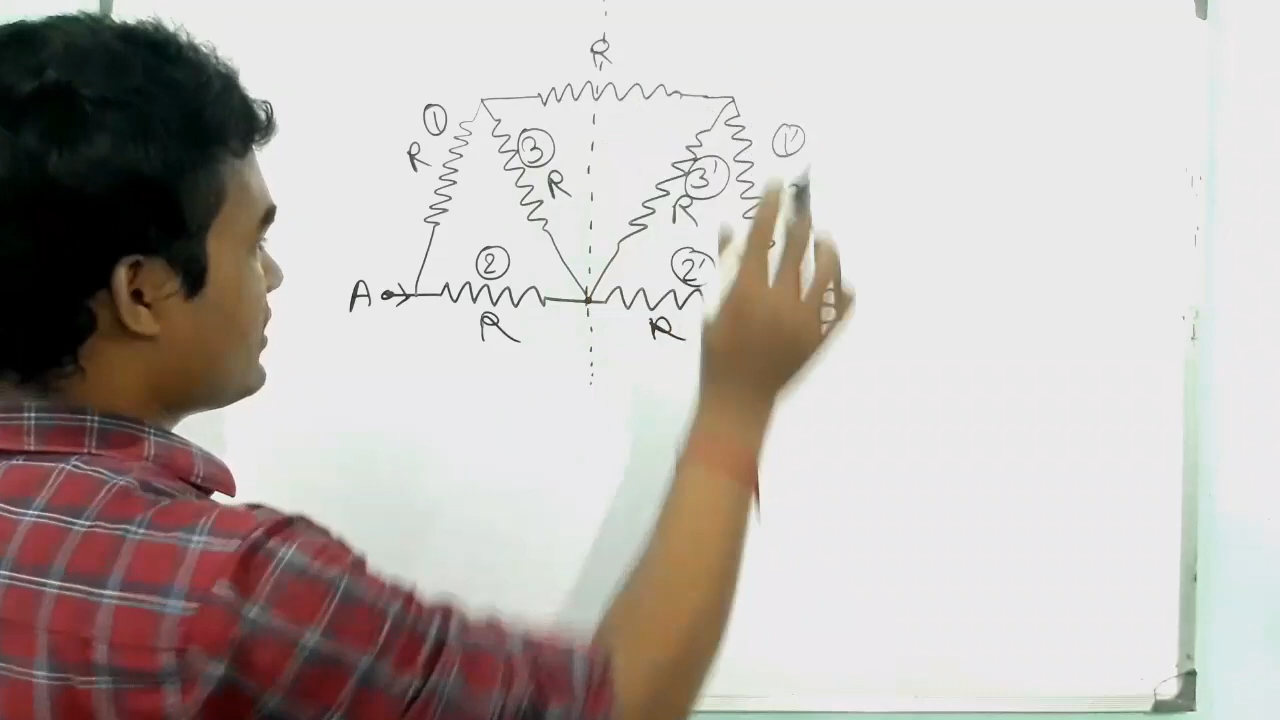 R
① ①'
R ③ R ③' R
② ②'
A
R R